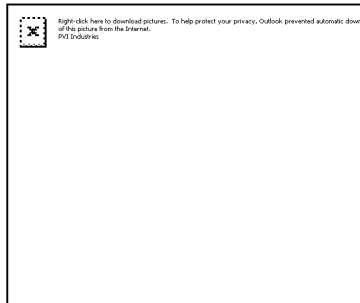 Right-click here to download pictures. To help protect your privacy, Outlook prevented automatic dow
of this picture from the Internet.
PVI Industries